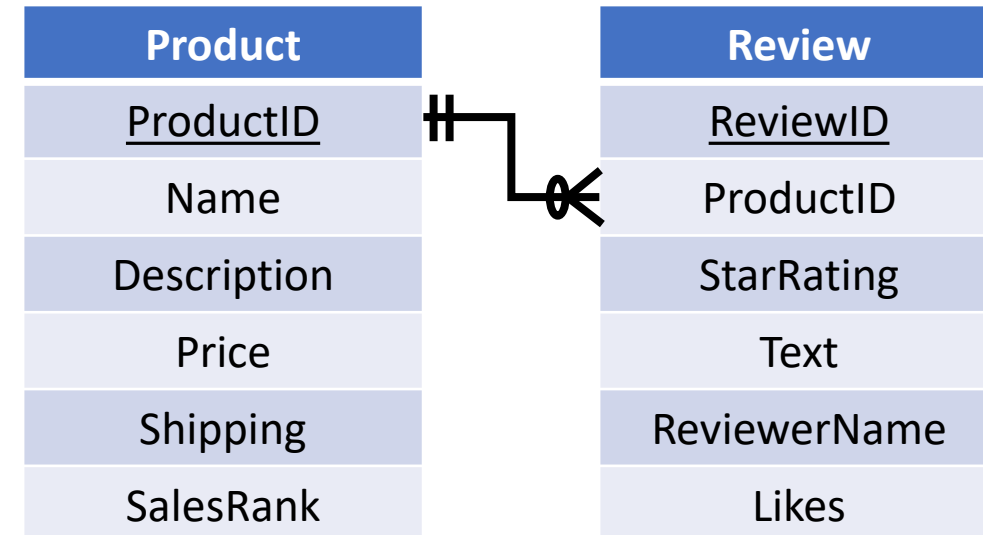 Product
ProductID
Name
Description
Price
Shipping
SalesRank
Review
ReviewID
ProductID
StarRating
Text
ReviewerName
Likes